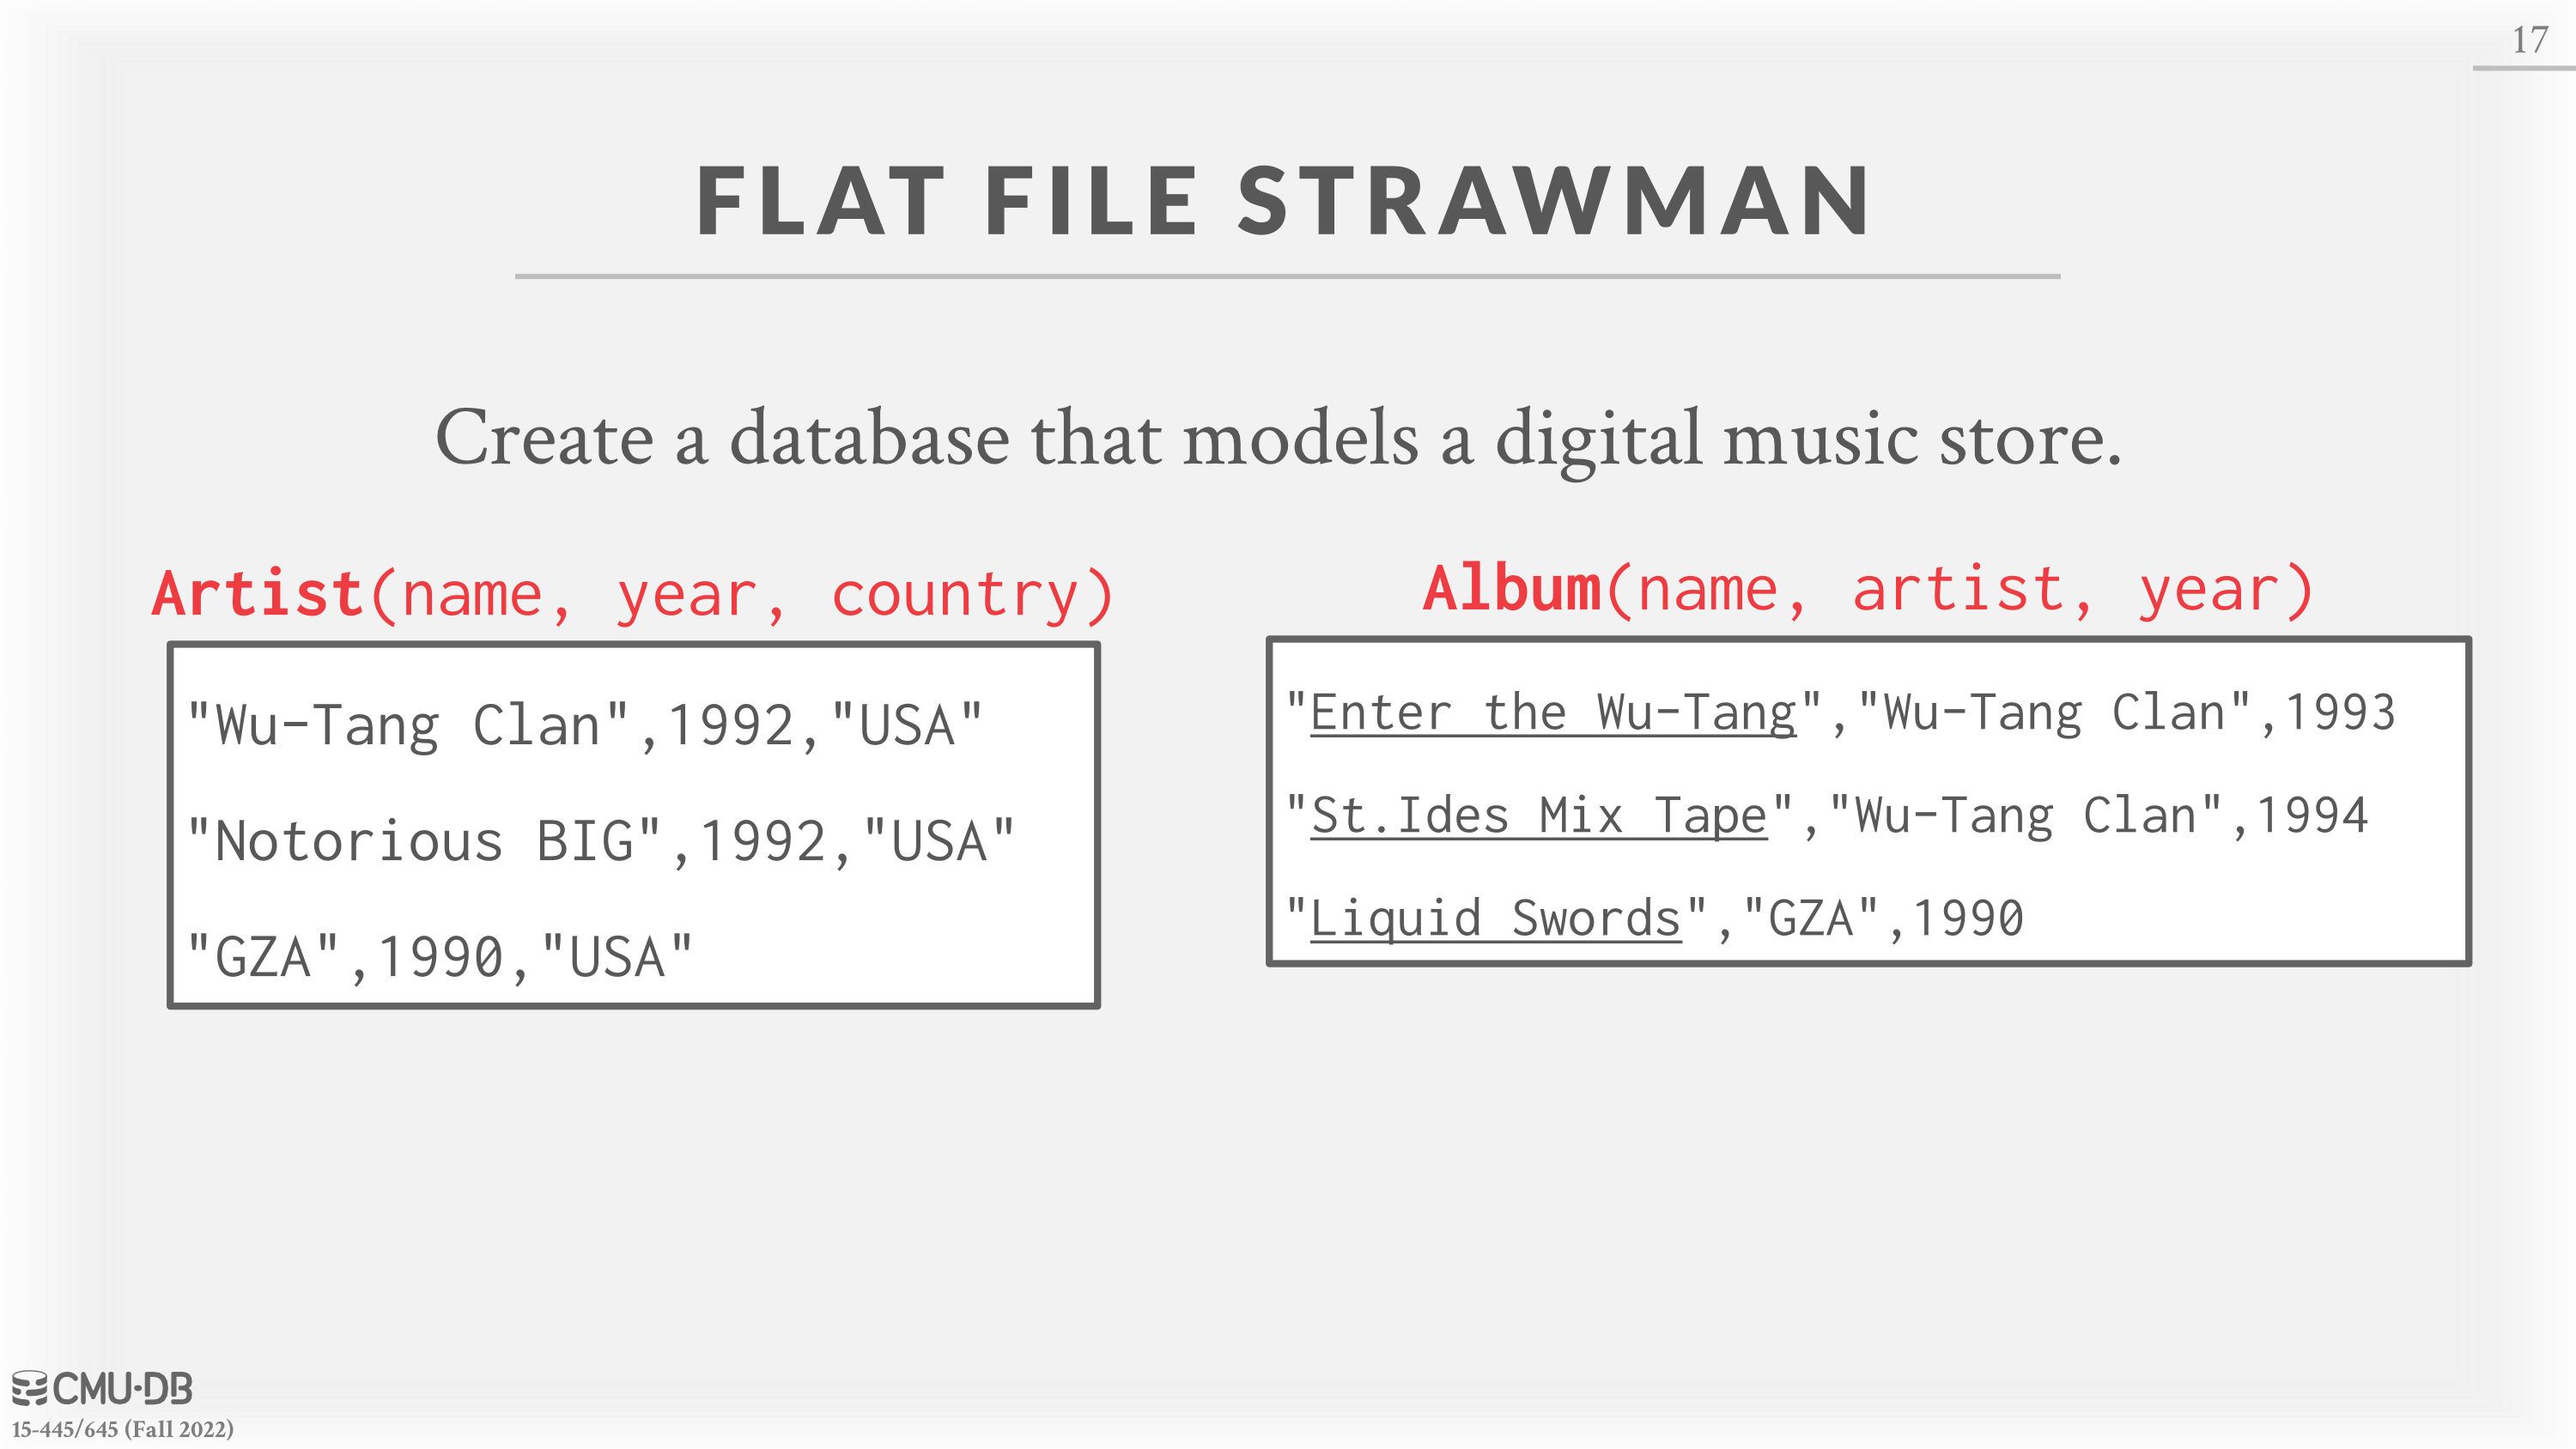 17
FLAT FILE STRAWMAN
Create a database that models a digital music store.
Artist(name, year, country)
"Wu-Tang Clan",1992,"USA"
"Notorious BIG",1992,"USA"
"GZA",1990,"USA"
Album(name, artist, year)
"Enter the Wu-Tang","Wu-Tang Clan",1993
"St.Ides Mix Tape","Wu-Tang Clan",1994
"Liquid Swords","GZA",1990
CMU·DB
15-445/645 (Fall 2022)